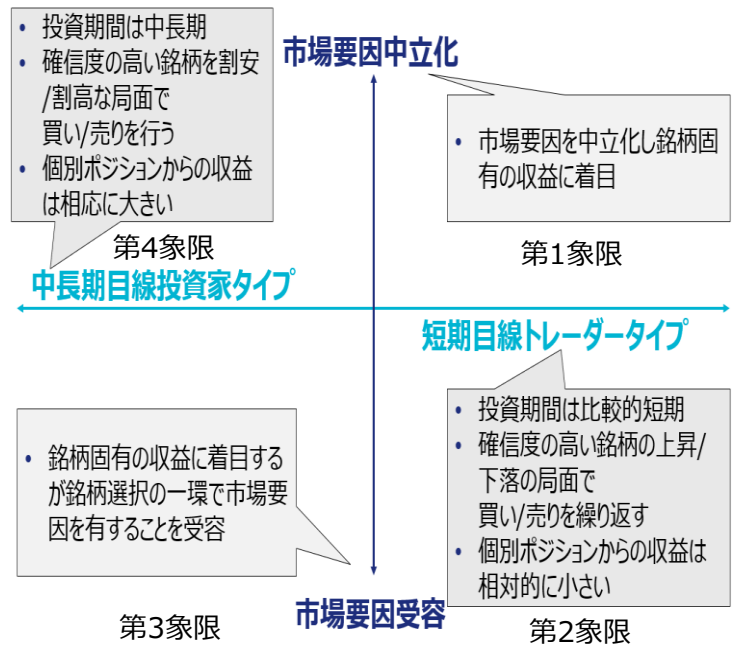 • 投資期間は中長期
• 確信度の高い銘柄を割安
/割高な局面で
買い/売りを行う
• 個別ポジションからの収益
は相応に大きい
市場要因中立化
• 市場要因を中立化し銘柄固
有の収益に着目
第4象限
第1象限
中長期目線投資家タイプ
短期目線トレーダータイプ
• 銘柄固有の収益に着目する
が銘柄選択の一環で市場要
因を有することを受容
• 投資期間は比較的短期
• 確信度の高い銘柄の上昇/
下落の局面で
買い/売りを繰り返す
• 個別ポジションからの収益は
相対的に小さい
市場要因受容
第3象限
第2象限